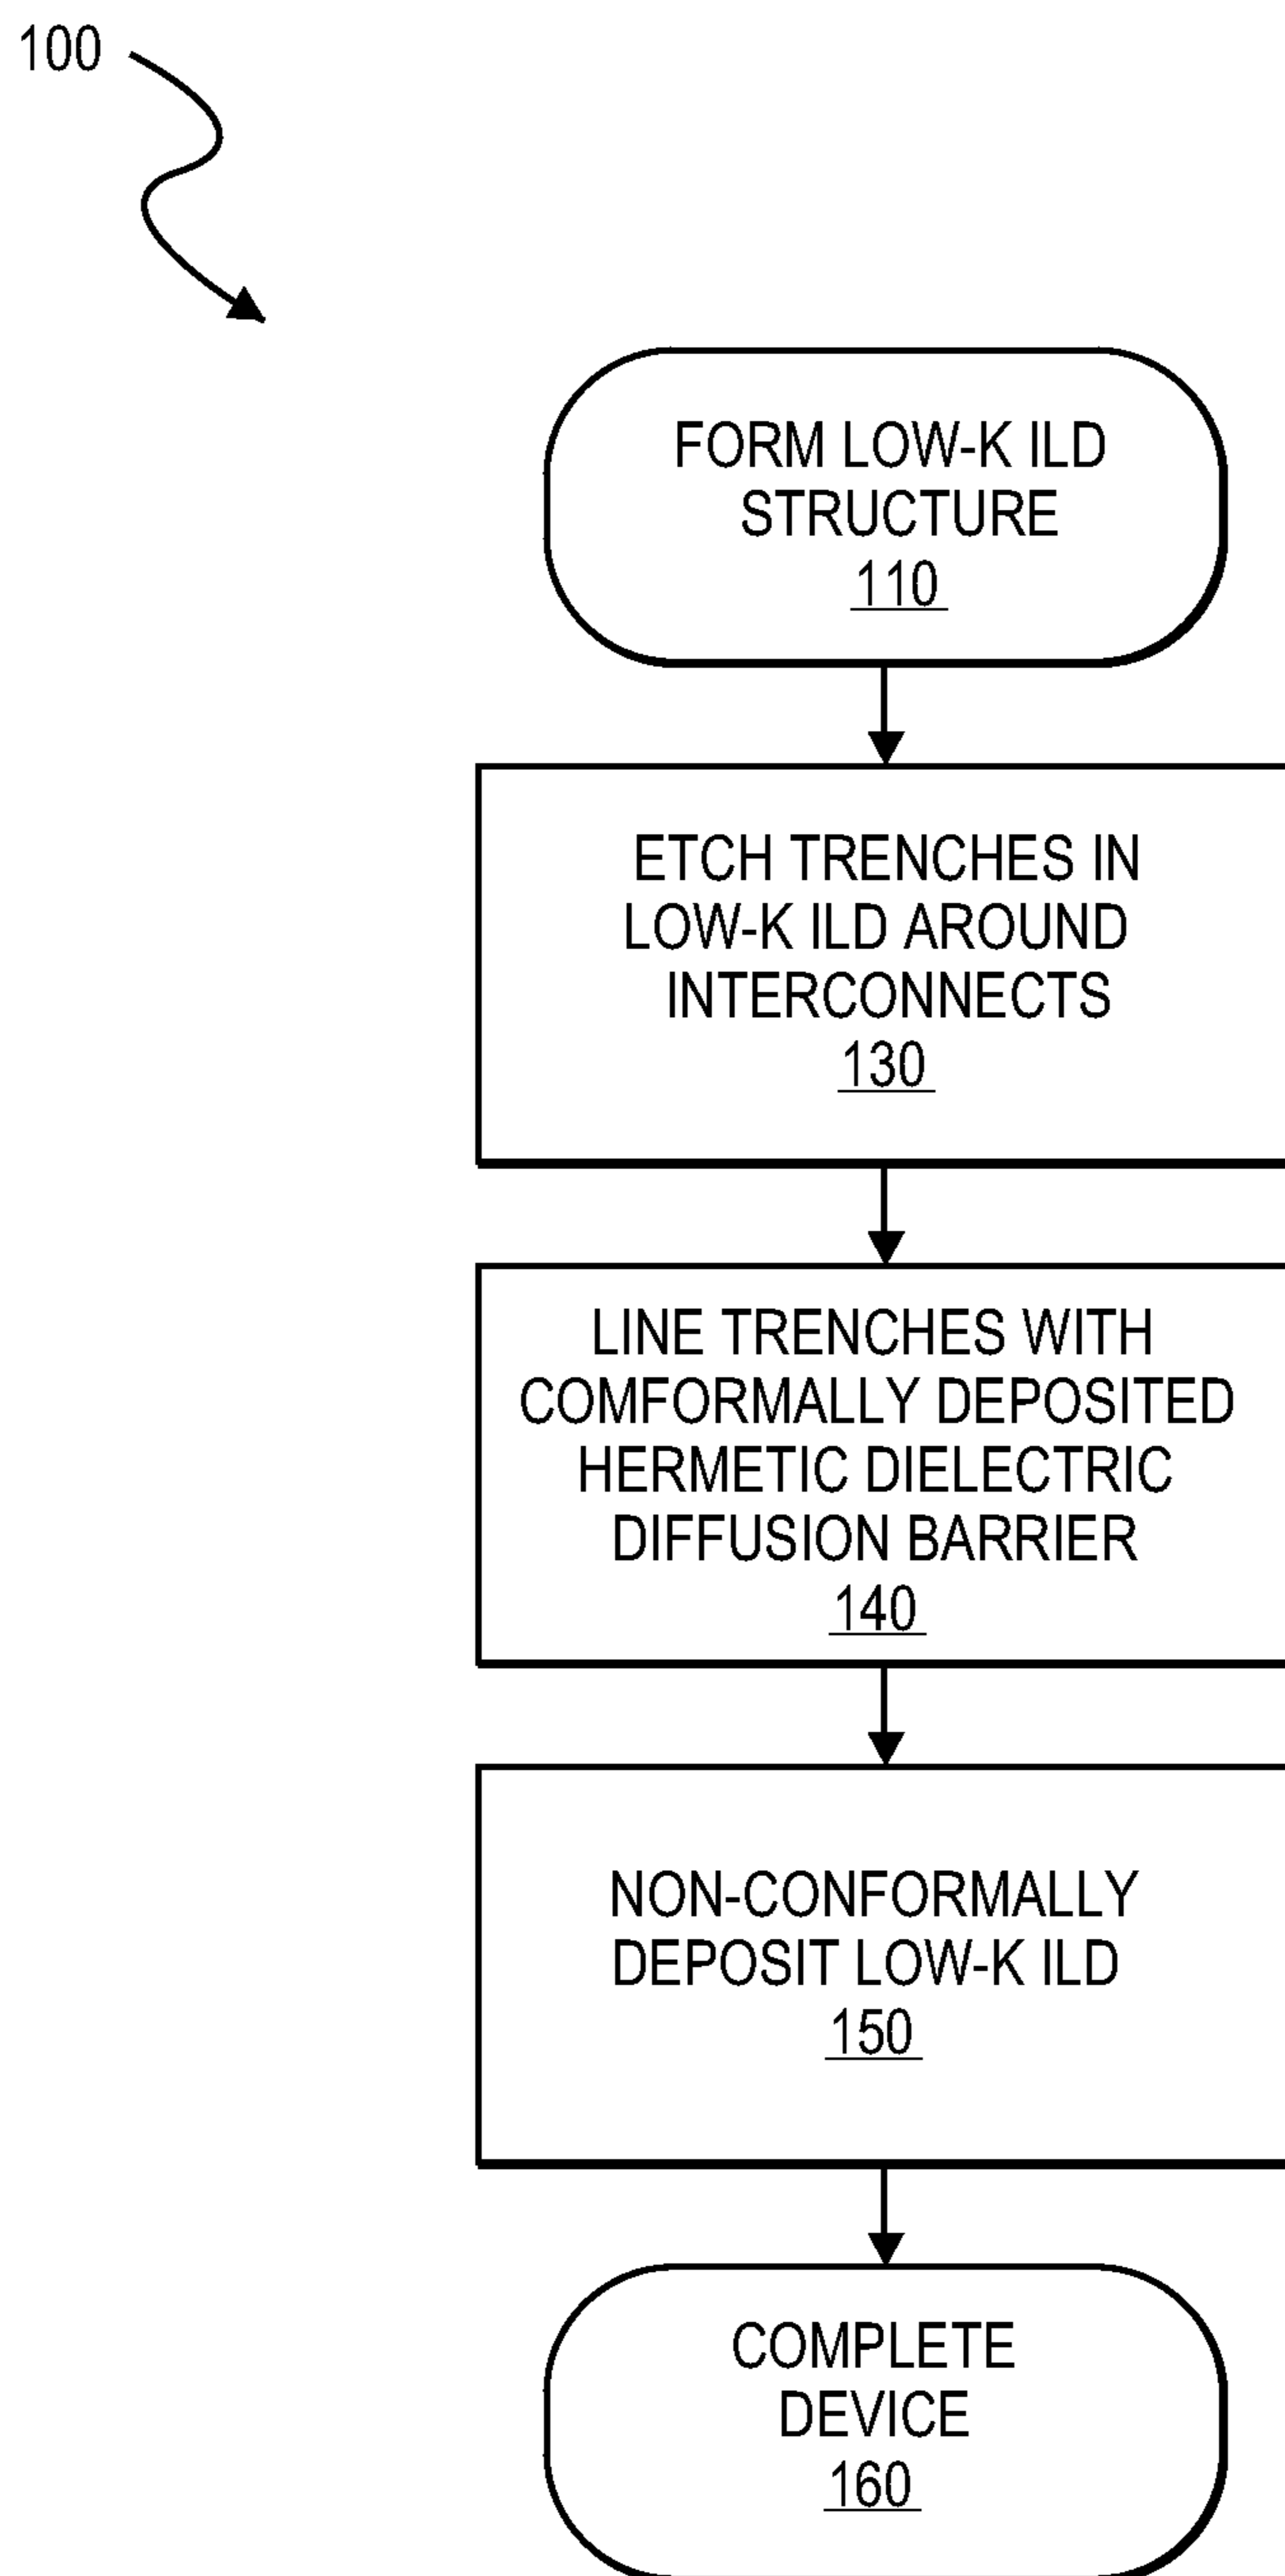 100
FORM LOW-K ILD
STRUCTURE
110
ETCH TRENCHES IN
LOW-K ILD AROUND
INTERCONNECTS
130
LINE TRENCHES WITH
COMFORMALLY DEPOSITED
HERMETIC DIELECTRIC
DIFFUSION BARRIER
140
NON-CONFORMALLY
DEPOSIT LOW-K ILD
150
COMPLETE
DEVICE
160